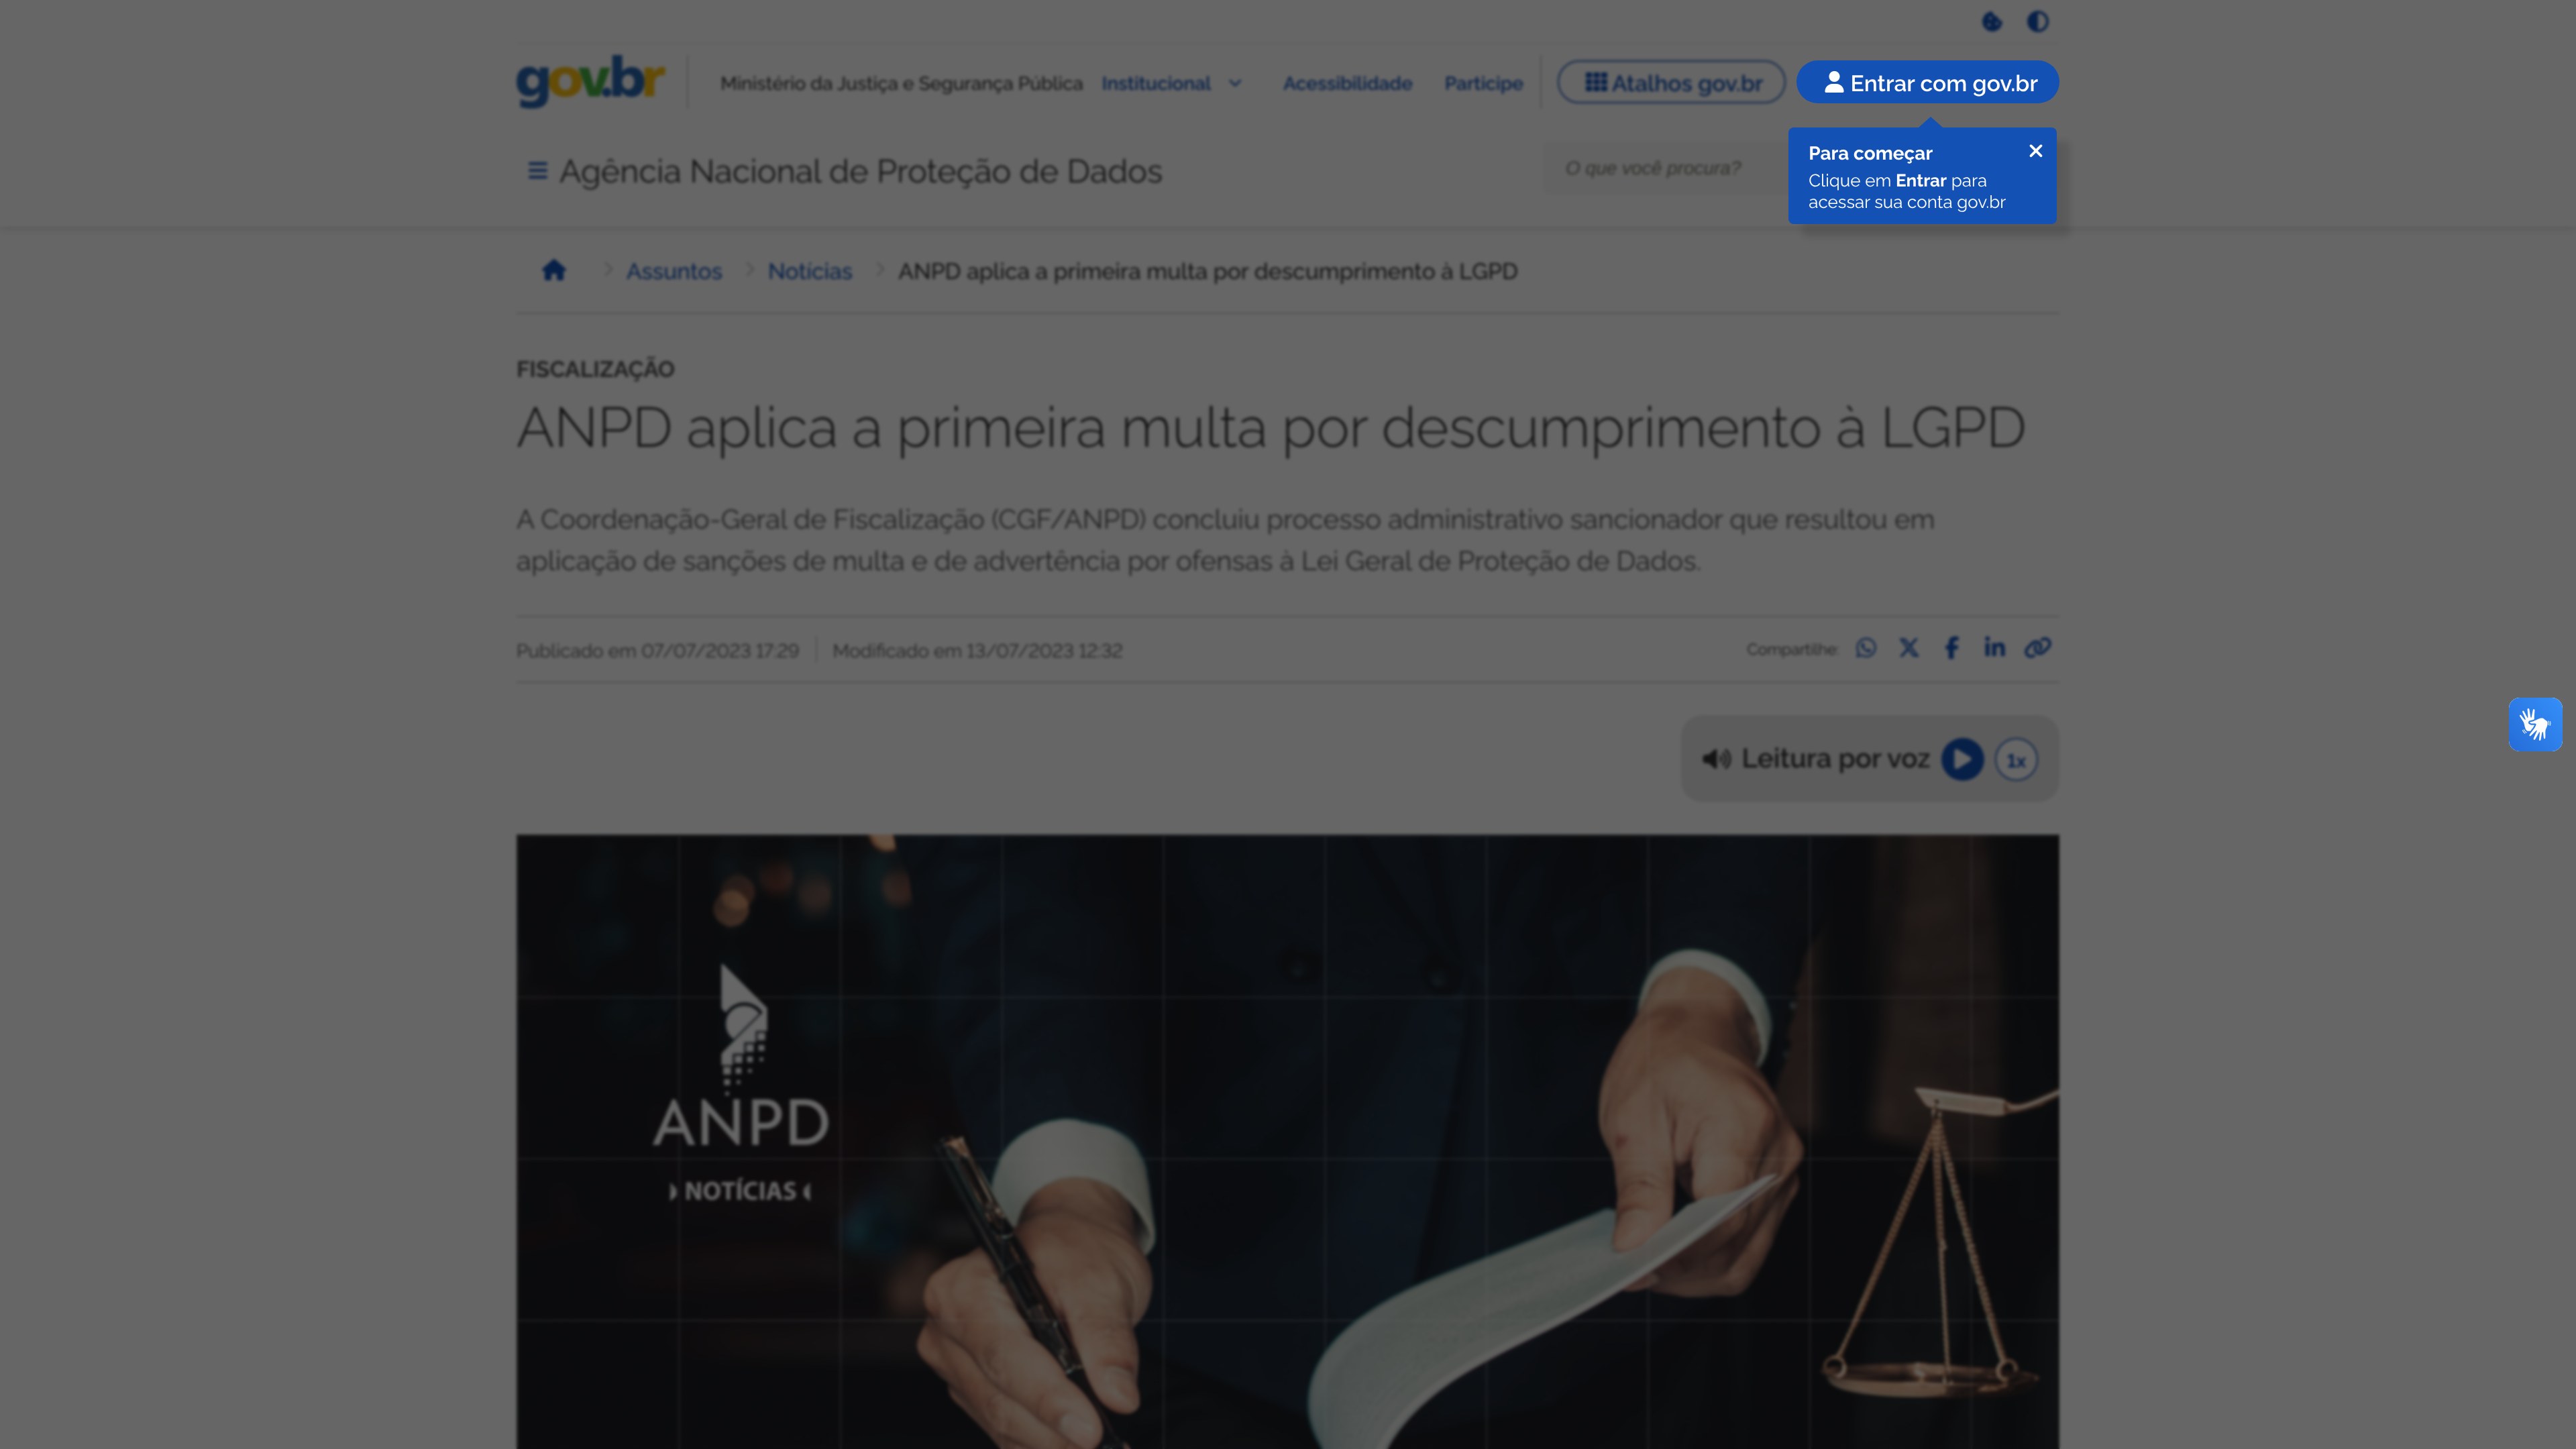 gov.br
Ministério da Justiça e Segurança Pública
Institucional
Acessibilidade
Participe
Atalhos gov.br
Entrar com gov.br
Para começar
Clique em Entrar para
acessar sua conta gov.br
Agência Nacional de Proteção de Dados
O que você procura?
Assuntos
Notícias
ANPD aplica a primeira multa por descumprimento à LGPD
FISCALIZAÇÃO
ANPD aplica a primeira multa por descumprimento à LGPD
A Coordenação-Geral de Fiscalização (CGF/ANPD) concluiu processo administrativo sancionador que resultou em
aplicação de sanções de multa e de advertência por ofensas à Lei Geral de Proteção de Dados.
Publicado em 07/07/2023 17:29
Modificado em 13/07/2023 12:32
Compartilhe:
Leitura por voz
1x
ANPD
NOTÍCIAS